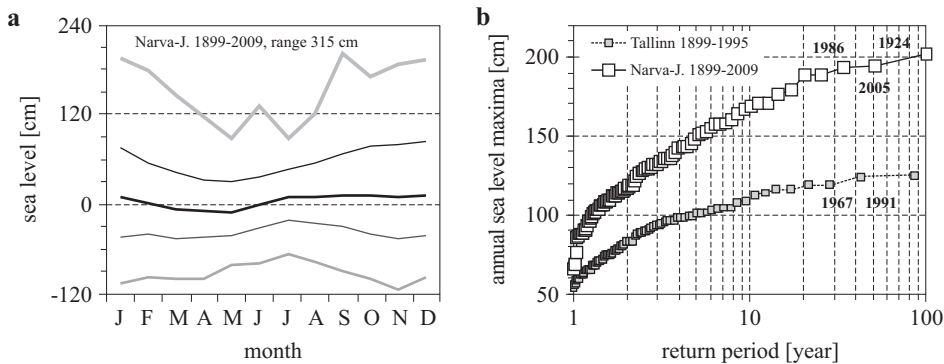 a
240
120
0
-120
sea level [cm]
Narva-J. 1899-2009, range 315 cm
J F M A M J J A S O N D
month
b
200
150
100
50
annual sea level maxima [cm]
Tallinn 1899-1995
Narva-J. 1899-2009
1986
1924
2005
1967
1991
1 10 100
return period [year]